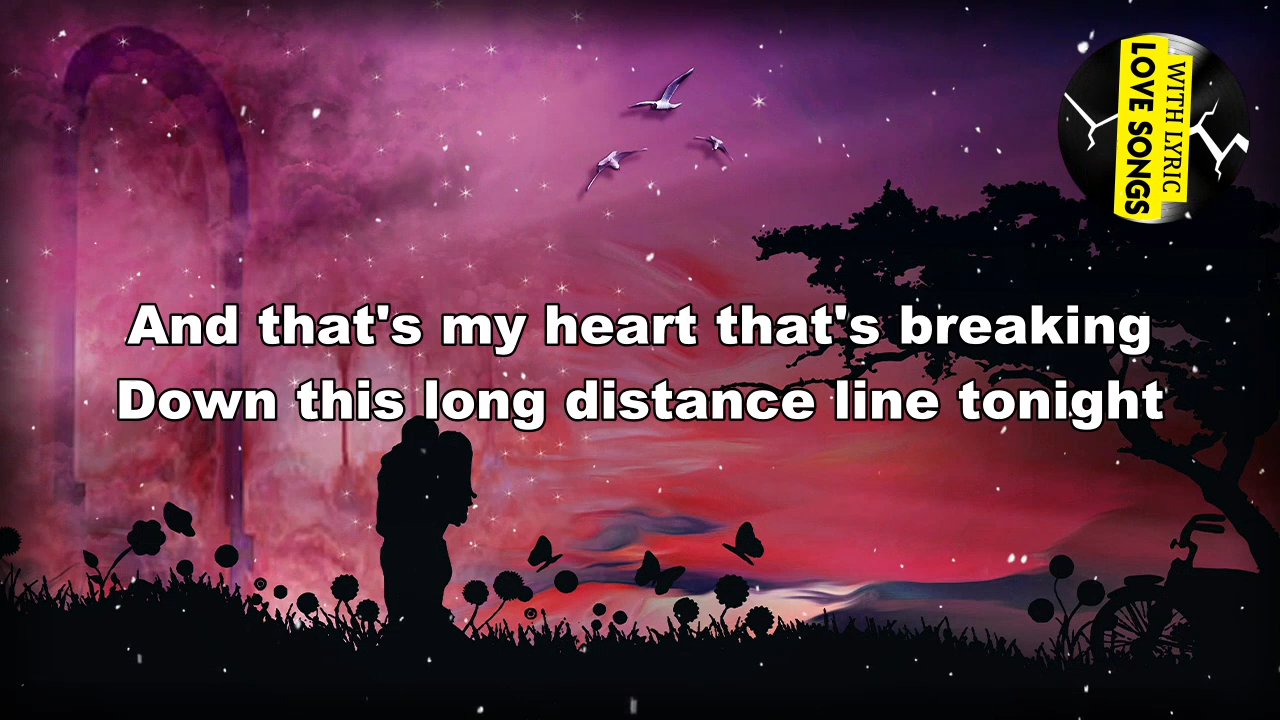 WITH LYRIC
LOVE SONGS
And that's my heart that's breaking
Down this long distance line tonight